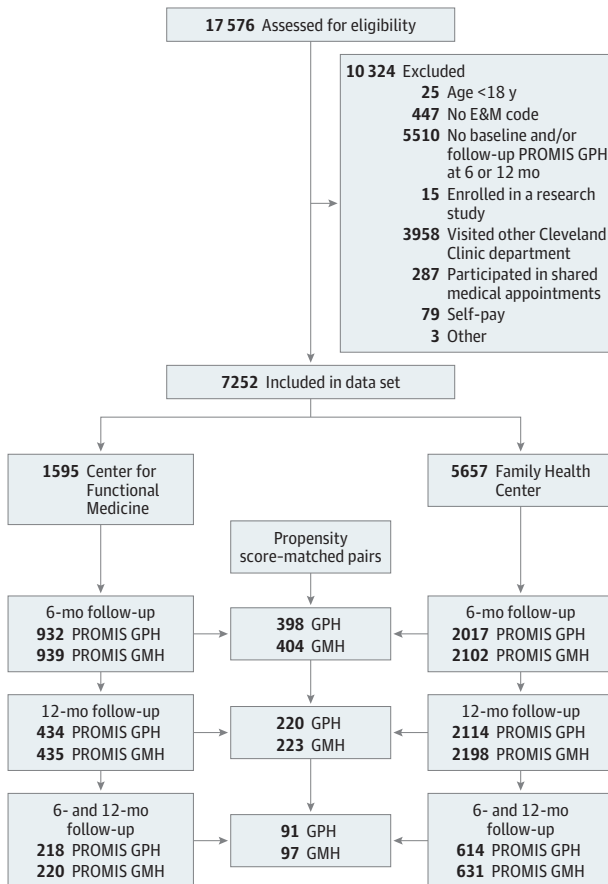 17 576 Assessed for eligibility
10 324 Excluded
25 Age <18 y
447 No E&M code
5510 No baseline and/or
follow-up PROMIS GPH
at 6 or 12 mo
15 Enrolled in a research
study
3958 Visited other Cleveland
Clinic department
287 Participated in shared
medical appointments
79 Self-pay
3 Other
7252 Included in data set
1595 Center for
Functional
Medicine
5657 Family Health
Center
Propensity
score-matched pairs
6-mo follow-up
932 PROMIS GPH
939 PROMIS GMH
398 GPH
404 GMH
6-mo follow-up
2017 PROMIS GPH
2102 PROMIS GMH
12-mo follow-up
434 PROMIS GPH
435 PROMIS GMH
220 GPH
223 GMH
12-mo follow-up
2114 PROMIS GPH
2198 PROMIS GMH
6- and 12-mo
follow-up
218 PROMIS GPH
220 PROMIS GMH
91 GPH
97 GMH
6- and 12-mo
follow-up
614 PROMIS GPH
631 PROMIS GMH